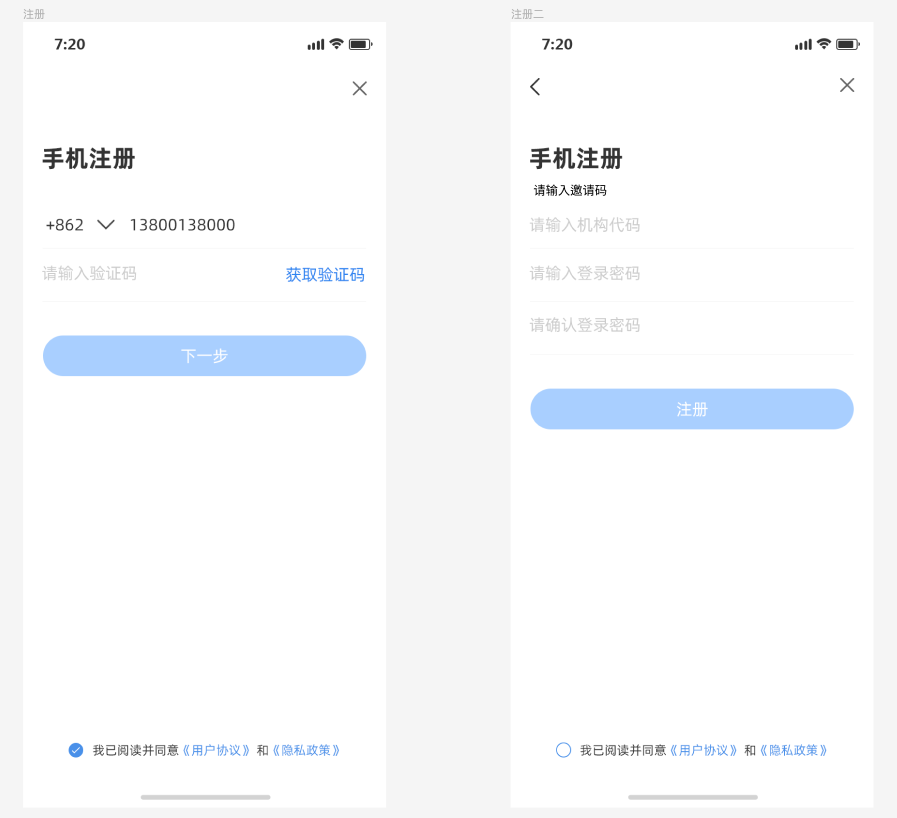 注册
7:20
手机注册
+862 13800138000
请输入验证码 获取验证码
下一步
我已阅读并同意《用户协议》 和《隐私政策》
注册二
7:20
手机注册
请输入邀请码
请输入机构代码
请输入登录密码
请确认登录密码
注册
我已阅读并同意《用户协议》 和《隐私政策》